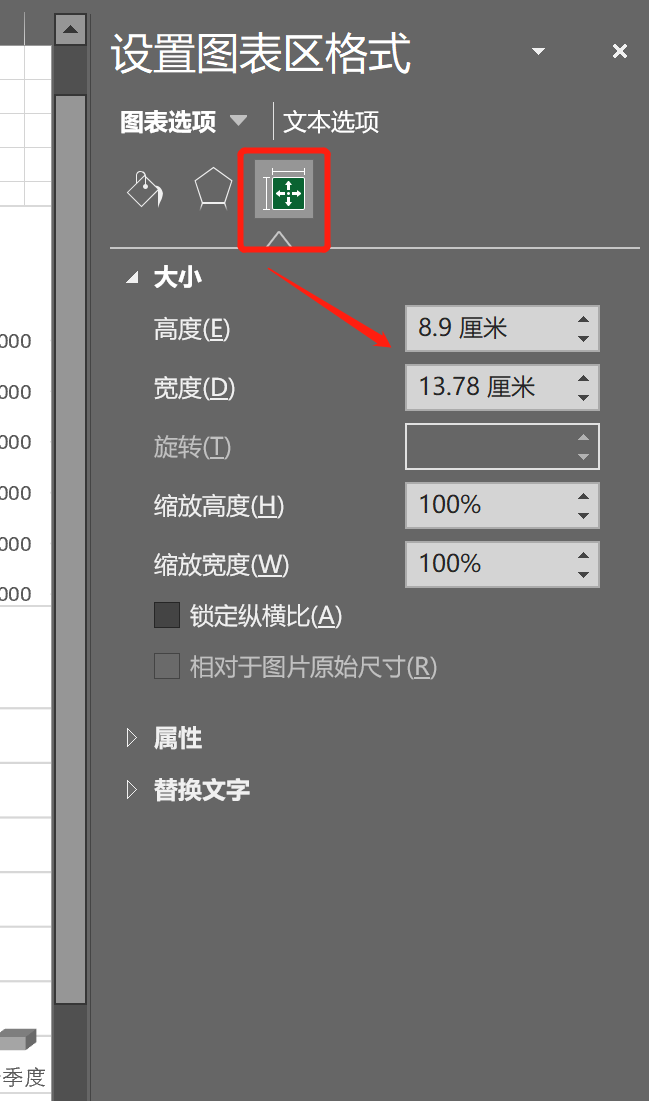 设置图表区格式
图表选项 文本选项
大小
高度(E) 8.9 厘米
宽度(D) 13.78 厘米
旋转(T)
缩放高度(H) 100%
缩放宽度(W) 100%
锁定纵横比(A)
相对于图片原始尺寸(R)
属性
替换文字
000
000
000
000
000
000
季度